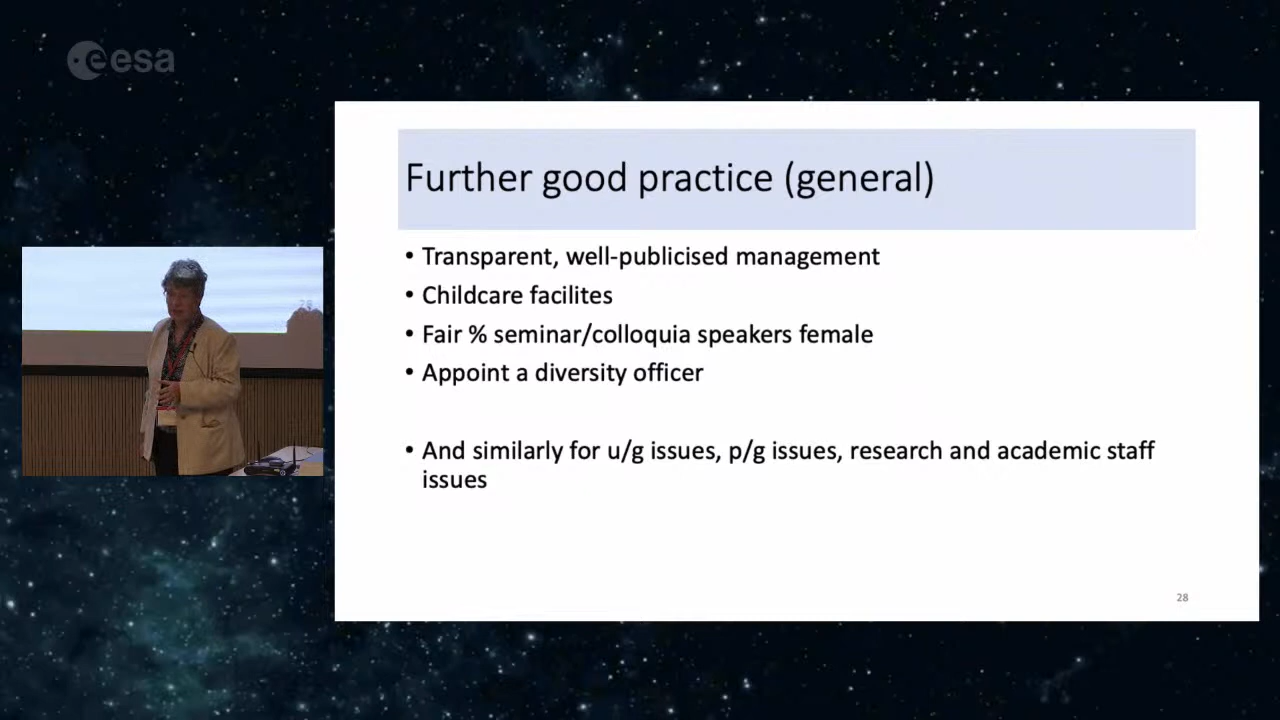 esa
Further good practice (general)
• Transparent, well-publicised management
• Childcare facilites
• Fair % seminar/colloquia speakers female
• Appoint a diversity officer
• And similarly for u/g issues, p/g issues, research and academic staff
issues
28
28